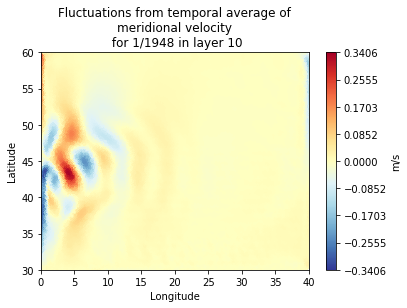 Fluctuations from temporal average of
meridional velocity
for 1/1948 in layer 10
60
55
50
45
40
35
30
Latitude
0 5 10 15 20 25 30 35 40
Longitude
0.3406
0.2555
0.1703
0.0852
0.0000
−0.0852
−0.1703
−0.2555
−0.3406
m/s